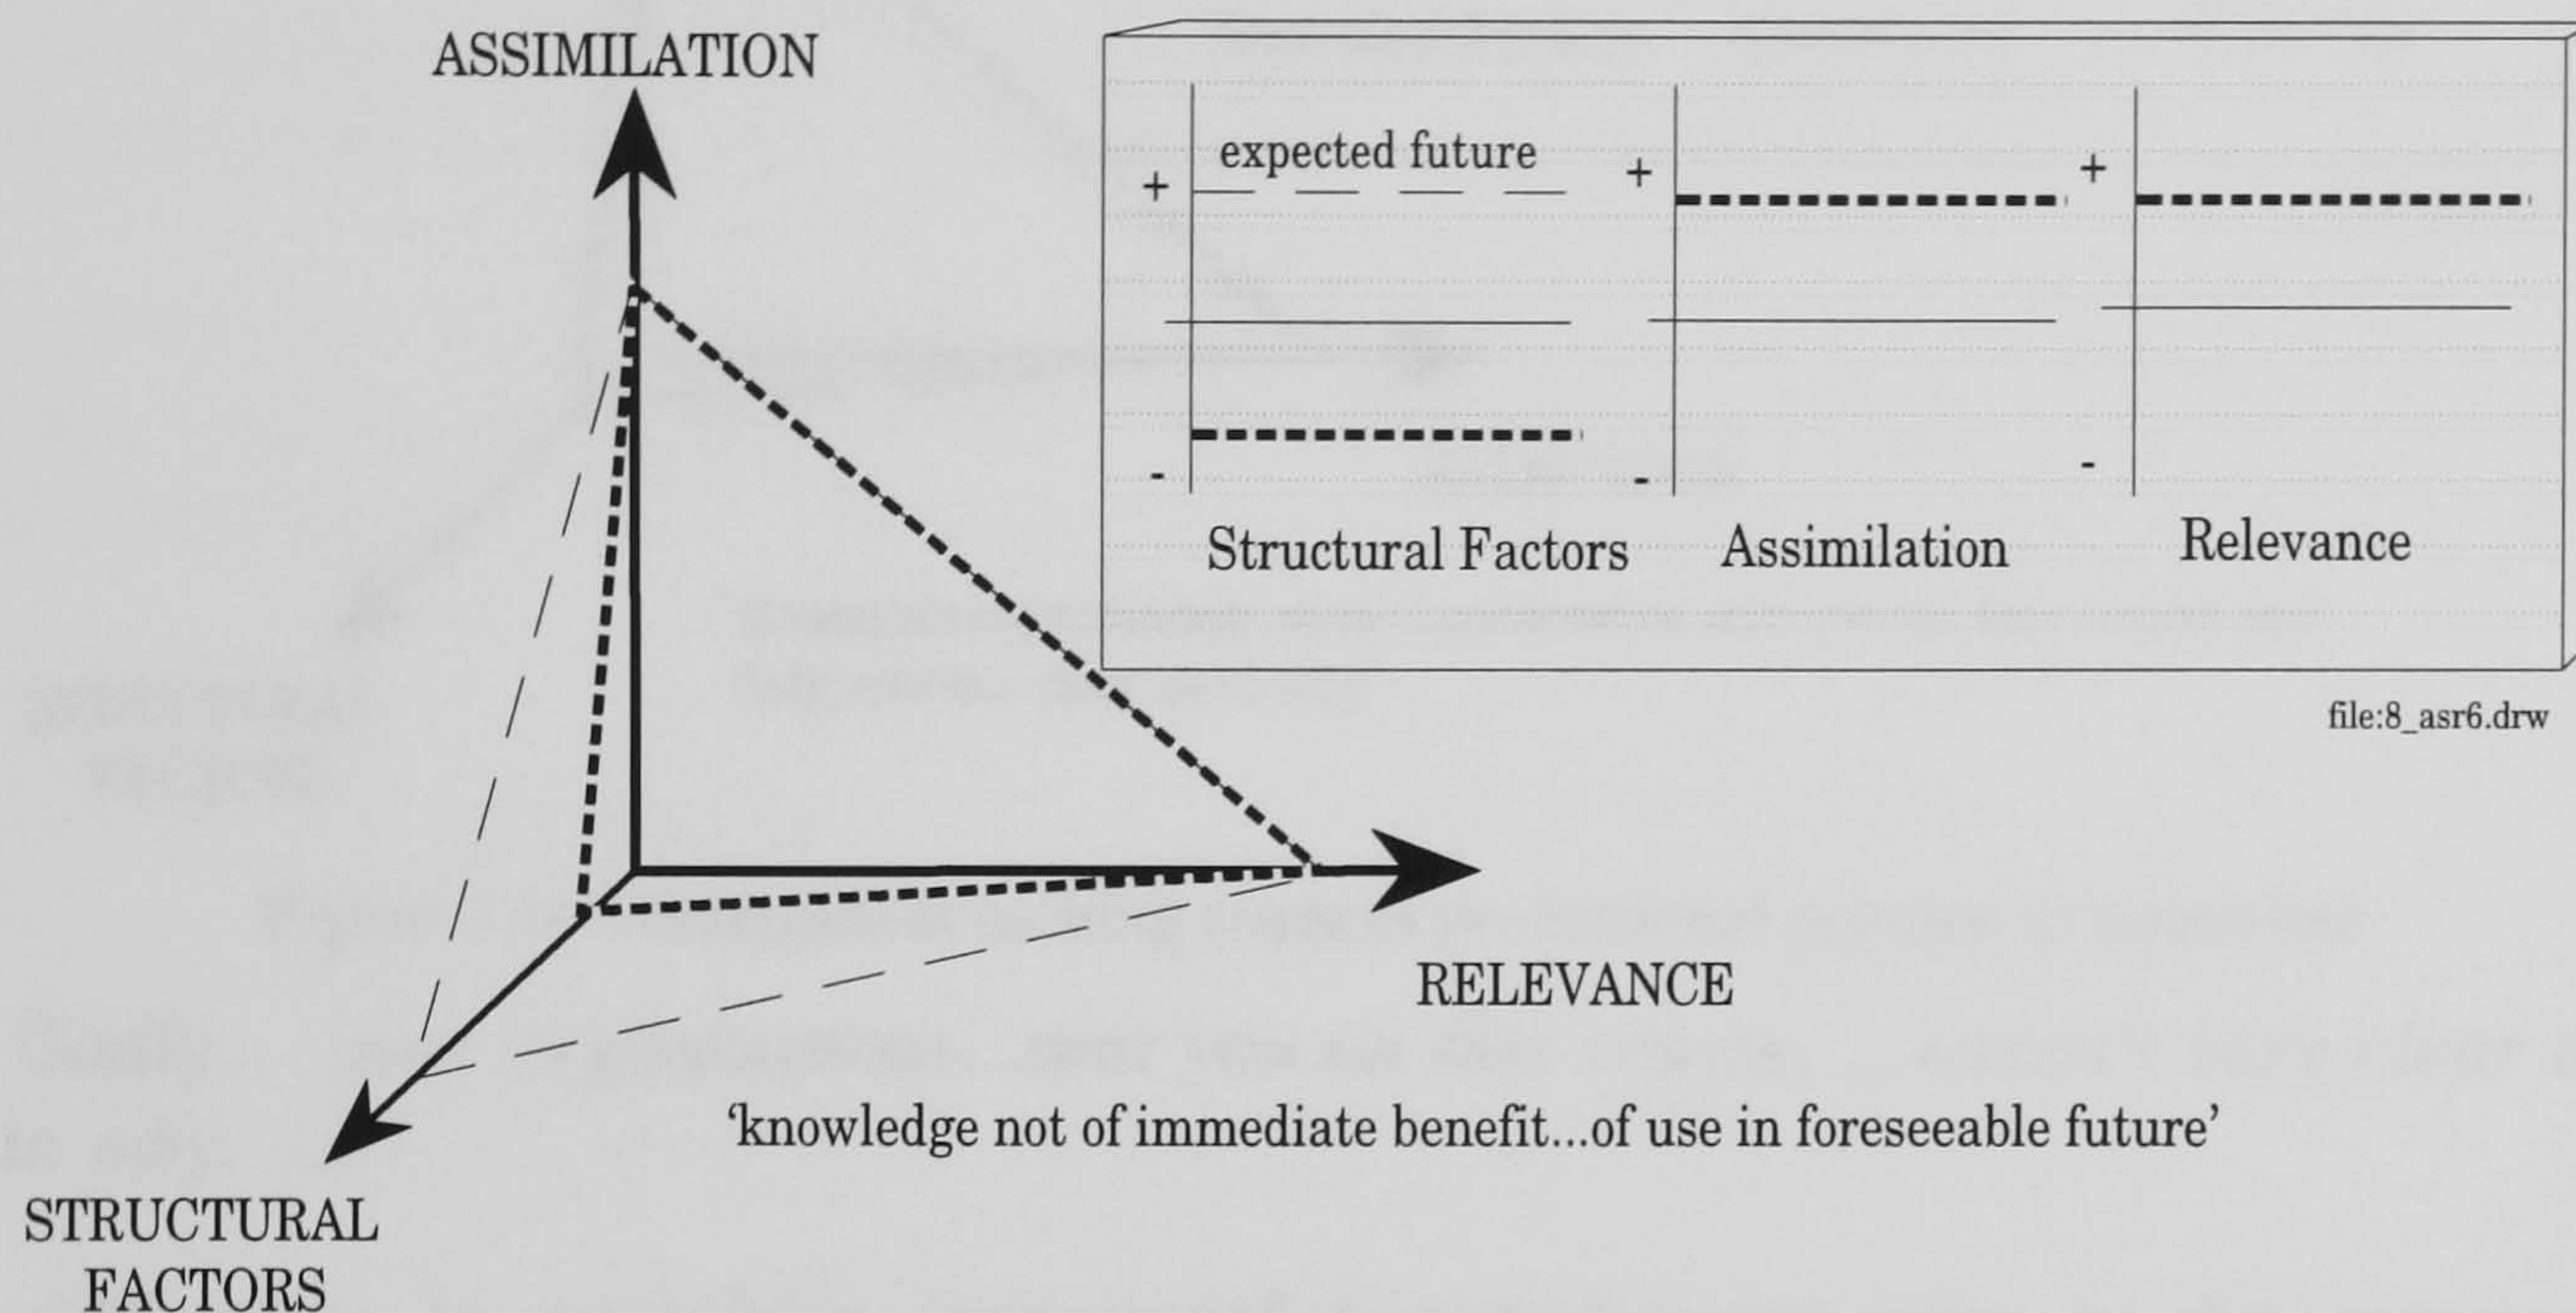 ASSIMILATION
expected future
+
+
+
-
-
-
Structural Factors
Assimilation
Relevance
file:8_asr6.drw
RELEVANCE
‘knowledge not of immediate benefit...of use in foreseeable future’
STRUCTURAL
FACTORS